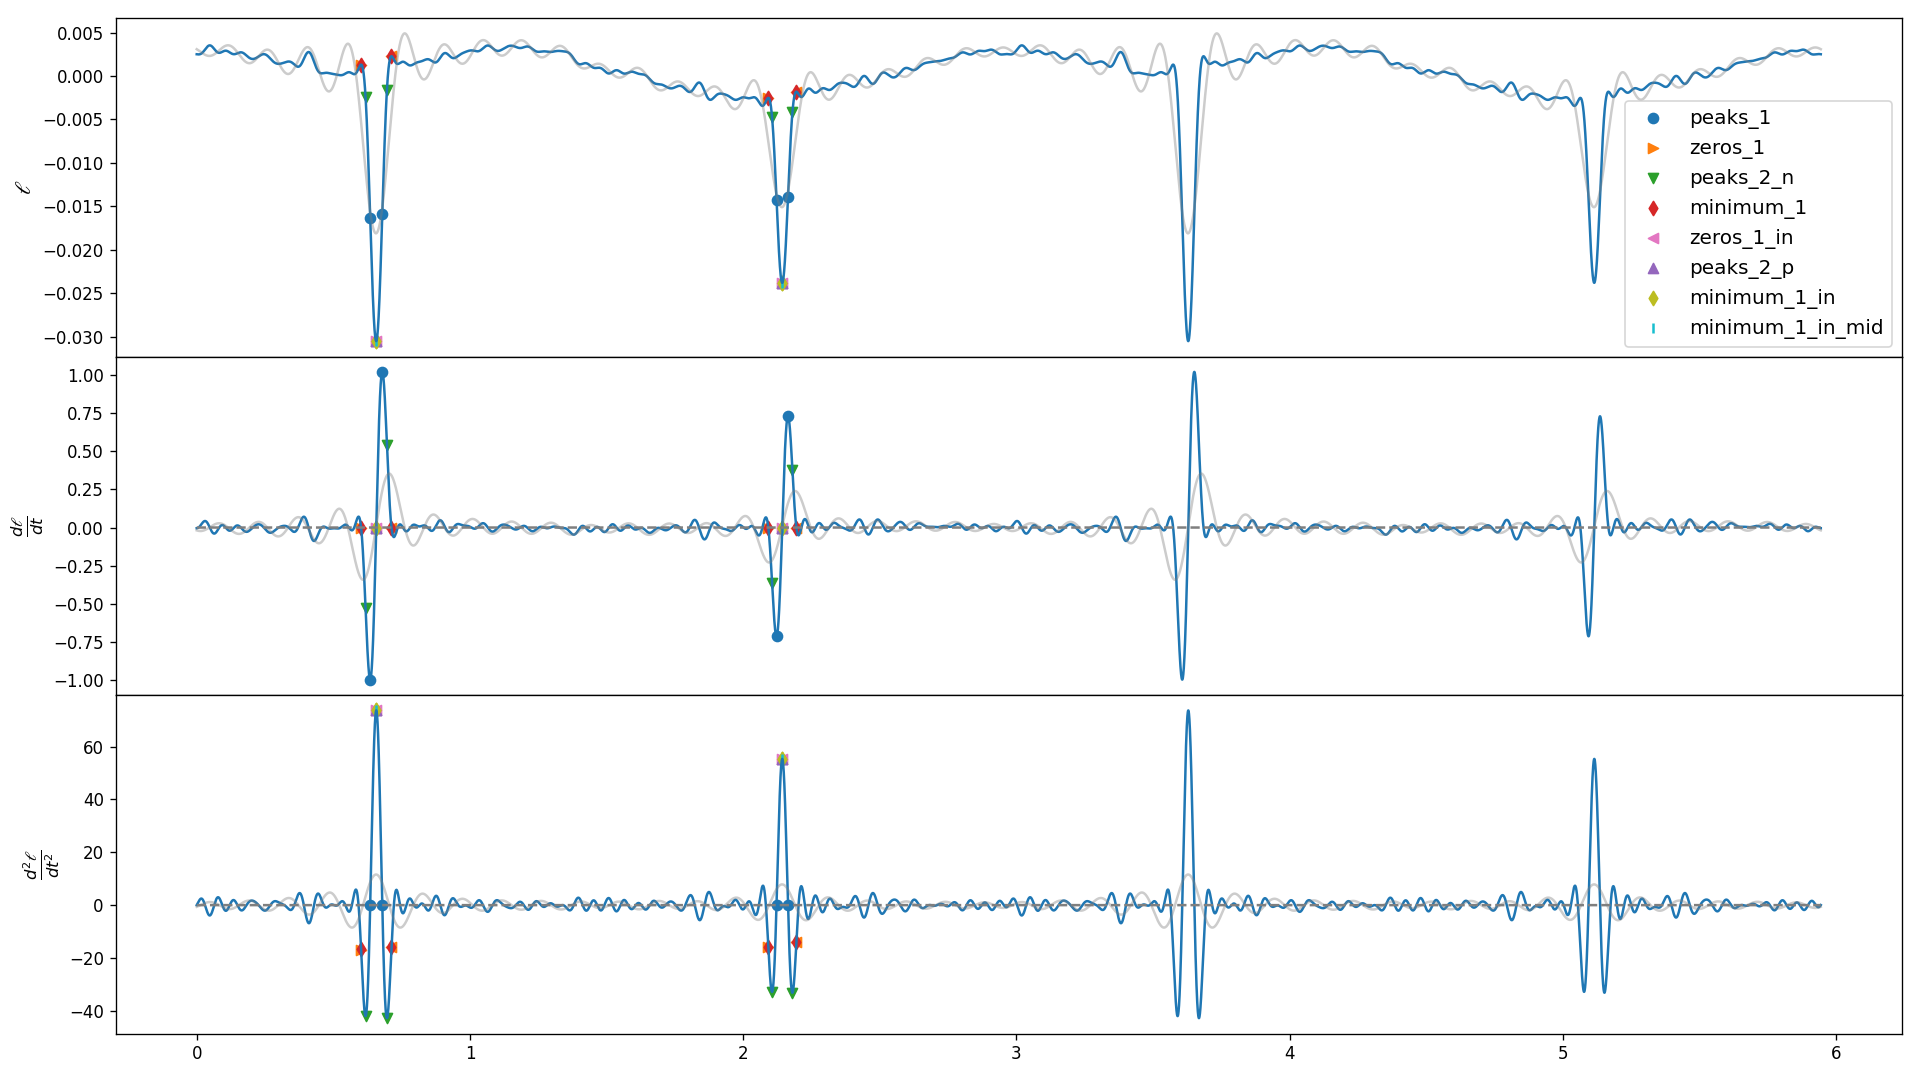 0.005
0.000
−0.005
−0.010
−0.015
−0.020
−0.025
−0.030
ℓ
peaks_1
zeros_1
peaks_2_n
minimum_1
zeros_1_in
peaks_2_p
minimum_1_in
minimum_1_in_mid
1.00
0.75
0.50
0.25
0.00
−0.25
−0.50
−0.75
−1.00
dℓ
dt
60
40
20
0
−20
−40
d²ℓ
dt²
0 1 2 3 4 5 6